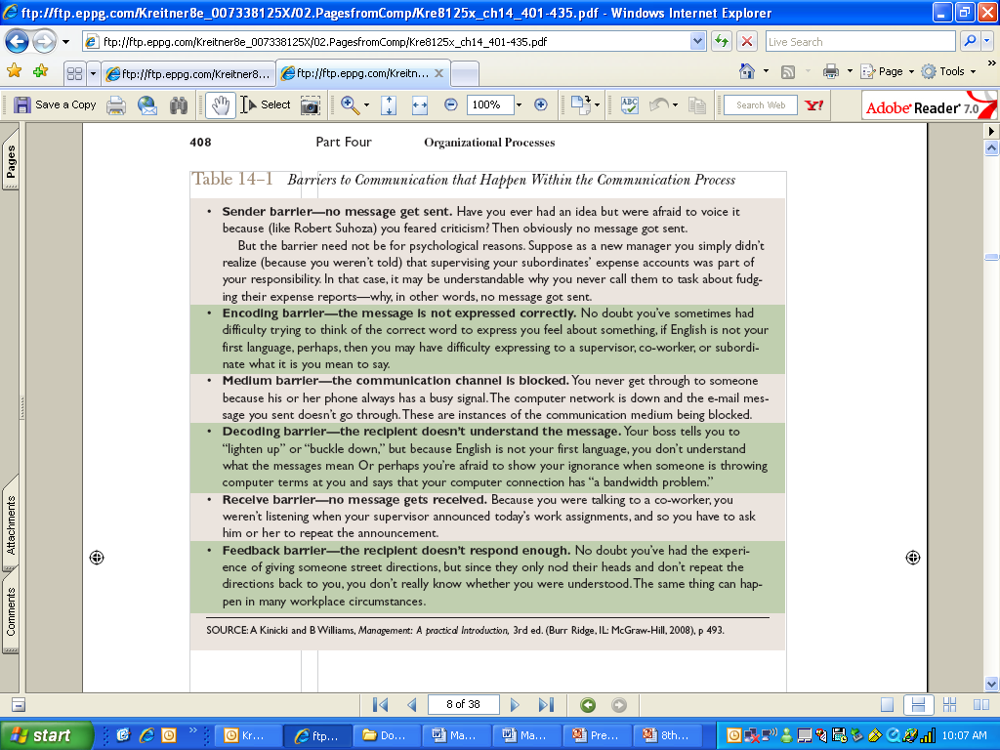 ftp://ftp.eppg.com/Kreitner8e_007338125X/02.PagesfromComp/Kre8125x_ch14_401-435.pdf - Windows Internet Explorer
ftp://ftp.eppg.com/Kreitner8e_007338125X/02.PagesfromComp/Kre8125x_ch14_401-435.pdf
Live Search
ftp://ftp.eppg.com/Kreitner8...
ftp://ftp.eppg.com/Kreitn...
Page
Tools
Save a Copy
Select
100%
Search Web
Y!
Adobe Reader 7.0
Pages
Attachments
Comments
408 Part Four Organizational Processes
Table 14–1 Barriers to Communication that Happen Within the Communication Process
• Sender barrier—no message get sent. Have you ever had an idea but were afraid to voice it
because (like Robert Suhoza) you feared criticism? Then obviously no message got sent.
But the barrier need not be for psychological reasons. Suppose as a new manager you simply didn't
realize (because you weren't told) that supervising your subordinates' expense accounts was part of
your responsibility. In that case, it may be understandable why you never call them to task about fudg-
ing their expense reports—why, in other words, no message got sent.
• Encoding barrier—the message is not expressed correctly. No doubt you've sometimes had
difficulty trying to think of the correct word to express you feel about something, if English is not your
first language, perhaps, then you may have difficulty expressing to a supervisor, co-worker, or subordi-
nate what it is you mean to say.
• Medium barrier—the communication channel is blocked. You never get through to someone
because his or her phone always has a busy signal. The computer network is down and the e-mail mes-
sage you sent doesn't go through. These are instances of the communication medium being blocked.
• Decoding barrier—the recipient doesn't understand the message. Your boss tells you to
"lighten up" or "buckle down," but because English is not your first language, you don't understand
what the messages mean Or perhaps you're afraid to show your ignorance when someone is throwing
computer terms at you and says that your computer connection has "a bandwidth problem."
• Receive barrier—no message gets received. Because you were talking to a co-worker, you
weren't listening when your supervisor announced today's work assignments, and so you have to ask
him or her to repeat the announcement.
• Feedback barrier—the recipient doesn't respond enough. No doubt you've had the experi-
ence of giving someone street directions, but since they only nod their heads and don't repeat the
directions back to you, you don't really know whether you were understood. The same thing can hap-
pen in many workplace circumstances.
SOURCE: A Kinicki and B Williams, Management: A practical Introduction, 3rd ed. (Burr Ridge, IL: McGraw-Hill, 2008), p 493.
8 of 38
start
Kr...
ftp...
Do...
Ma...
Ma...
Pre...
8th...
10:07 AM